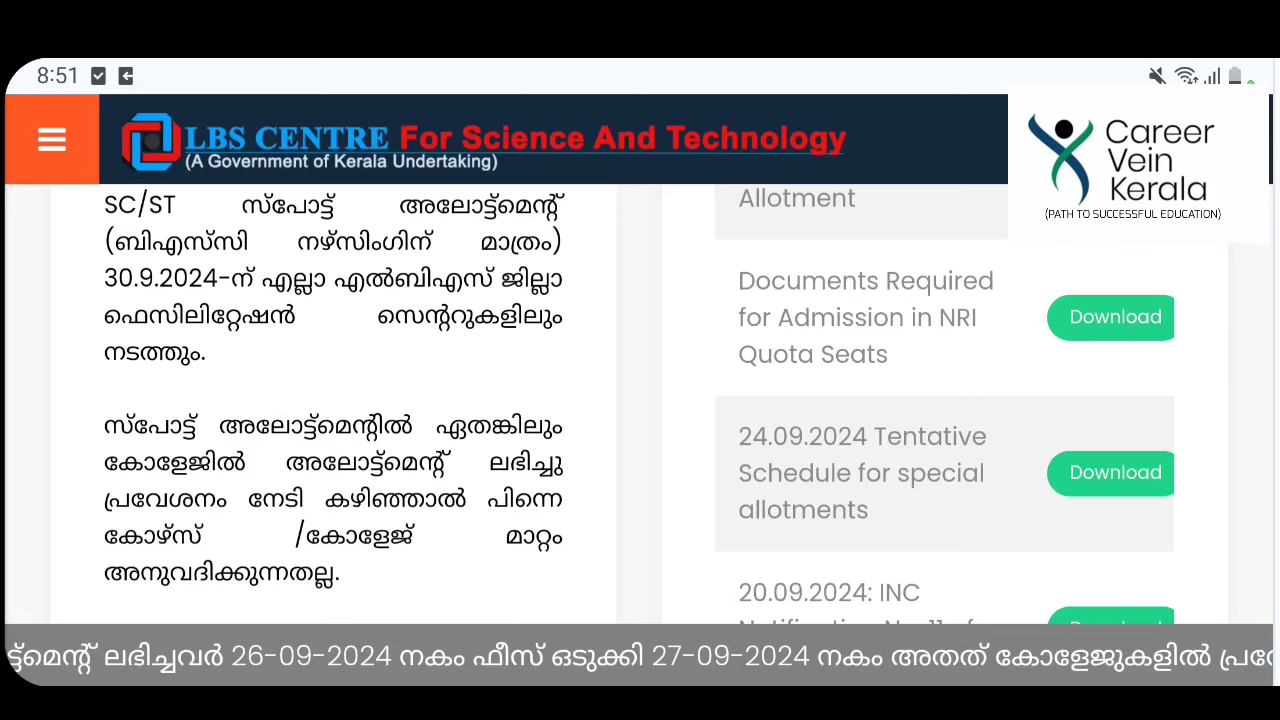 8:51
LBS CENTRE For Science And Technology
(A Government of Kerala Undertaking)
Career
Vein
Kerala
(PATH TO SUCCESSFUL EDUCATION)
SC/ST സ്പോട്ട് അലോട്ട്മെന്റ്
(ബിഎസ്‌സി നഴ്സിംഗിന് മാത്രം)
30.9.2024-ന് എല്ലാ എൽബിഎസ് ജില്ലാ
ഫെസിലിറ്റേഷൻ സെന്ററുകളിലും
നടത്തും.
സ്പോട്ട് അലോട്ട്മെന്റിൽ ഏതങ്കിലും
കോളേജിൽ അലോട്ട്മെന്റ് ലഭിച്ചു
പ്രവേശനം നേടി കഴിഞ്ഞാൽ പിന്നെ
കോഴ്സ് /കോളേജ് മാറ്റം
അനുവദിക്കുന്നതല്ല.
Allotment
Documents Required
for Admission in NRI
Quota Seats
Download
24.09.2024 Tentative
Schedule for special
allotments
Download
20.09.2024: INC
ലഭിച്ചവർ 26-09-2024 നകം ഫീസ് ഒടുക്കി 27-09-2024 നകം അതത് കോളേജുകളിൽ